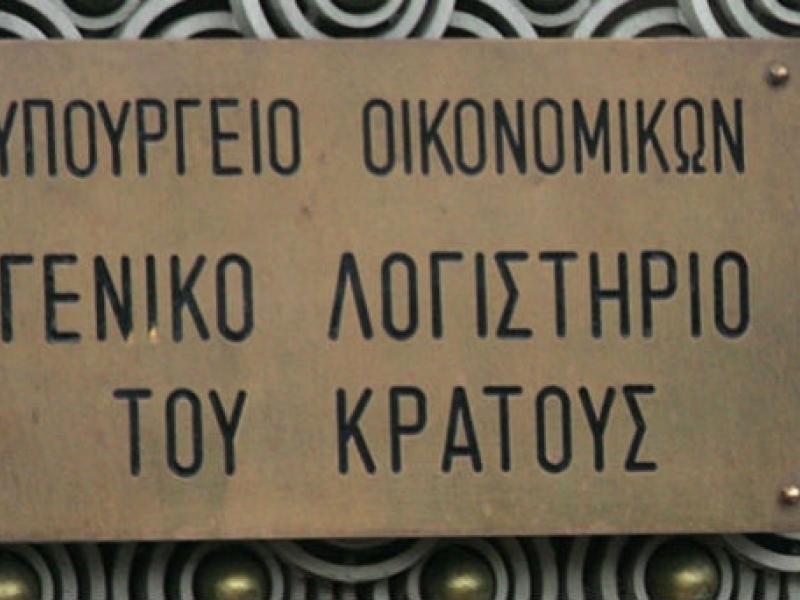 ΥΠΟΥΡΓΕΙΟ ΟΙΚΟΝΟΜΙΚΩΝ
ΓΕΝΙΚΟ ΛΟΓΙΣΤΗΡΙΟ
ΤΟΥ ΚΡΑΤΟΥΣ